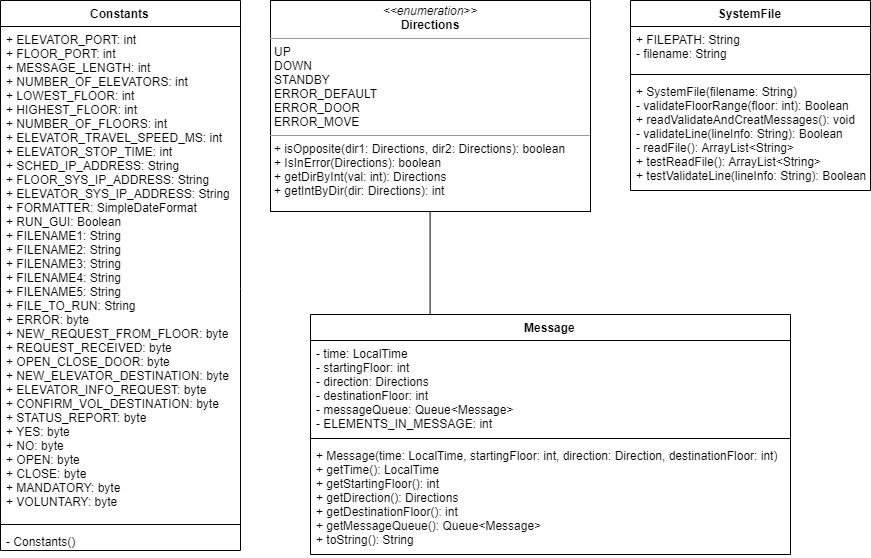 Constants
+ ELEVATOR_PORT: int
+ FLOOR_PORT: int
+ MESSAGE_LENGTH: int
+ NUMBER_OF_ELEVATORS: int
+ LOWEST_FLOOR: int
+ HIGHEST_FLOOR: int
+ NUMBER_OF_FLOORS: int
+ ELEVATOR_TRAVEL_SPEED_MS: int
+ ELEVATOR_STOP_TIME: int
+ SCHED_IP_ADDRESS: String
+ FLOOR_SYS_IP_ADDRESS: String
+ ELEVATOR_SYS_IP_ADDRESS: String
+ FORMATTER: SimpleDateFormat
+ RUN_GUI: Boolean
+ FILENAME1: String
+ FILENAME2: String
+ FILENAME3: String
+ FILENAME4: String
+ FILENAME5: String
+ FILE_TO_RUN: String
+ ERROR: byte
+ NEW_REQUEST_FROM_FLOOR: byte
+ REQUEST_RECEIVED: byte
+ OPEN_CLOSE_DOOR: byte
+ NEW_ELEVATOR_DESTINATION: byte
+ ELEVATOR_INFO_REQUEST: byte
+ CONFIRM_VOL_DESTINATION: byte
+ STATUS_REPORT: byte
+ YES: byte
+ NO: byte
+ OPEN: byte
+ CLOSE: byte
+ MANDATORY: byte
+ VOLUNTARY: byte
- Constants()
<<enumeration>>
Directions
UP
DOWN
STANDBY
ERROR_DEFAULT
ERROR_DOOR
ERROR_MOVE
+ isOpposite(dir1: Directions, dir2: Directions): boolean
+ IsInError(Directions): boolean
+ getDirByInt(val: int): Directions
+ getIntByDir(dir: Directions): int
SystemFile
+ FILEPATH: String
- filename: String
+ SystemFile(filename: String)
- validateFloorRange(floor: int): Boolean
+ readValidateAndCreatMessages(): void
- validateLine(lineInfo: String): Boolean
- readFile(): ArrayList<String>
+ testReadFile(): ArrayList<String>
+ testValidateLine(lineInfo: String): Boolean
Message
- time: LocalTime
- startingFloor: int
- direction: Directions
- destinationFloor: int
- messageQueue: Queue<Message>
- ELEMENTS_IN_MESSAGE: int
+ Message(time: LocalTime, startingFloor: int, direction: Direction, destinationFloor: int)
+ getTime(): LocalTime
+ getStartingFloor(): int
+ getDirection(): Directions
+ getDestinationFloor(): int
+ getMessageQueue(): Queue<Message>
+ toString(): String